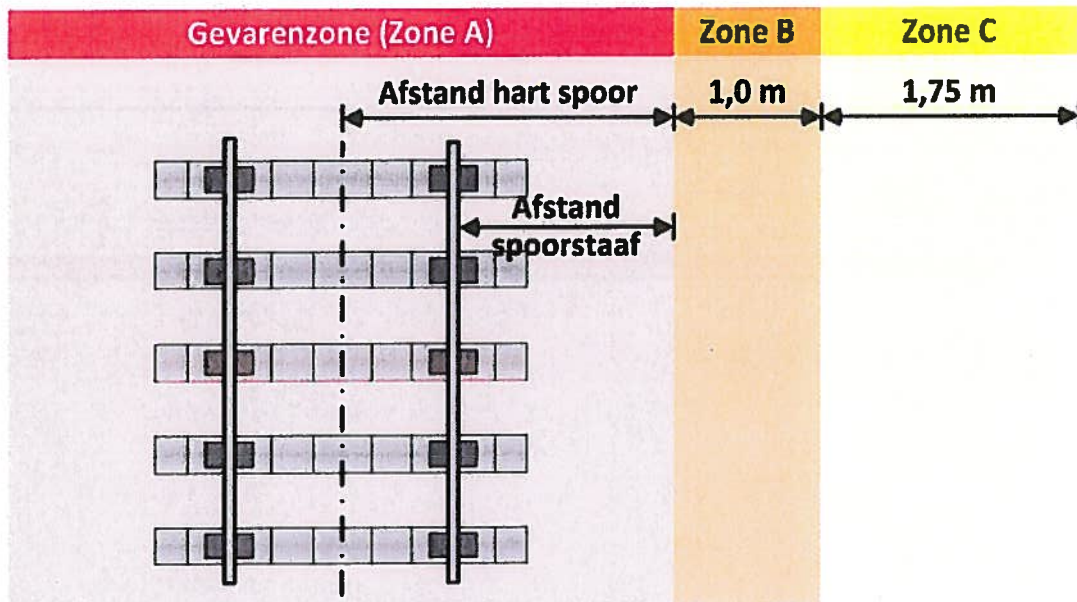 Gevarenzone (Zone A)
Zone B
Zone C
Afstand hart spoor
1,0 m
1,75 m
Afstand
spoorstaaf